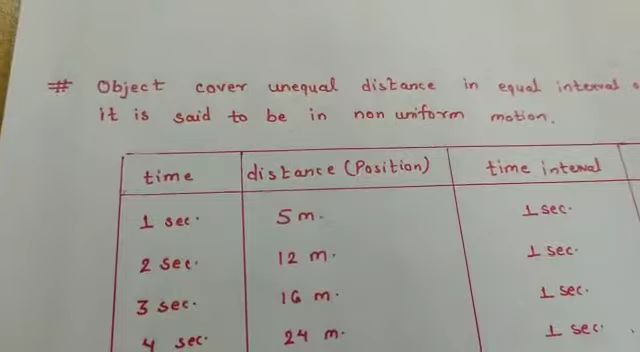 # Object cover unequal distance in equal interval
it is said to be in non uniform motion.
time distance (Position) time interval
1 sec. 5 m. 1 sec.
2 sec. 12 m. 1 sec.
3 sec. 16 m. 1 sec.
4 sec. 24 m. 1 sec.